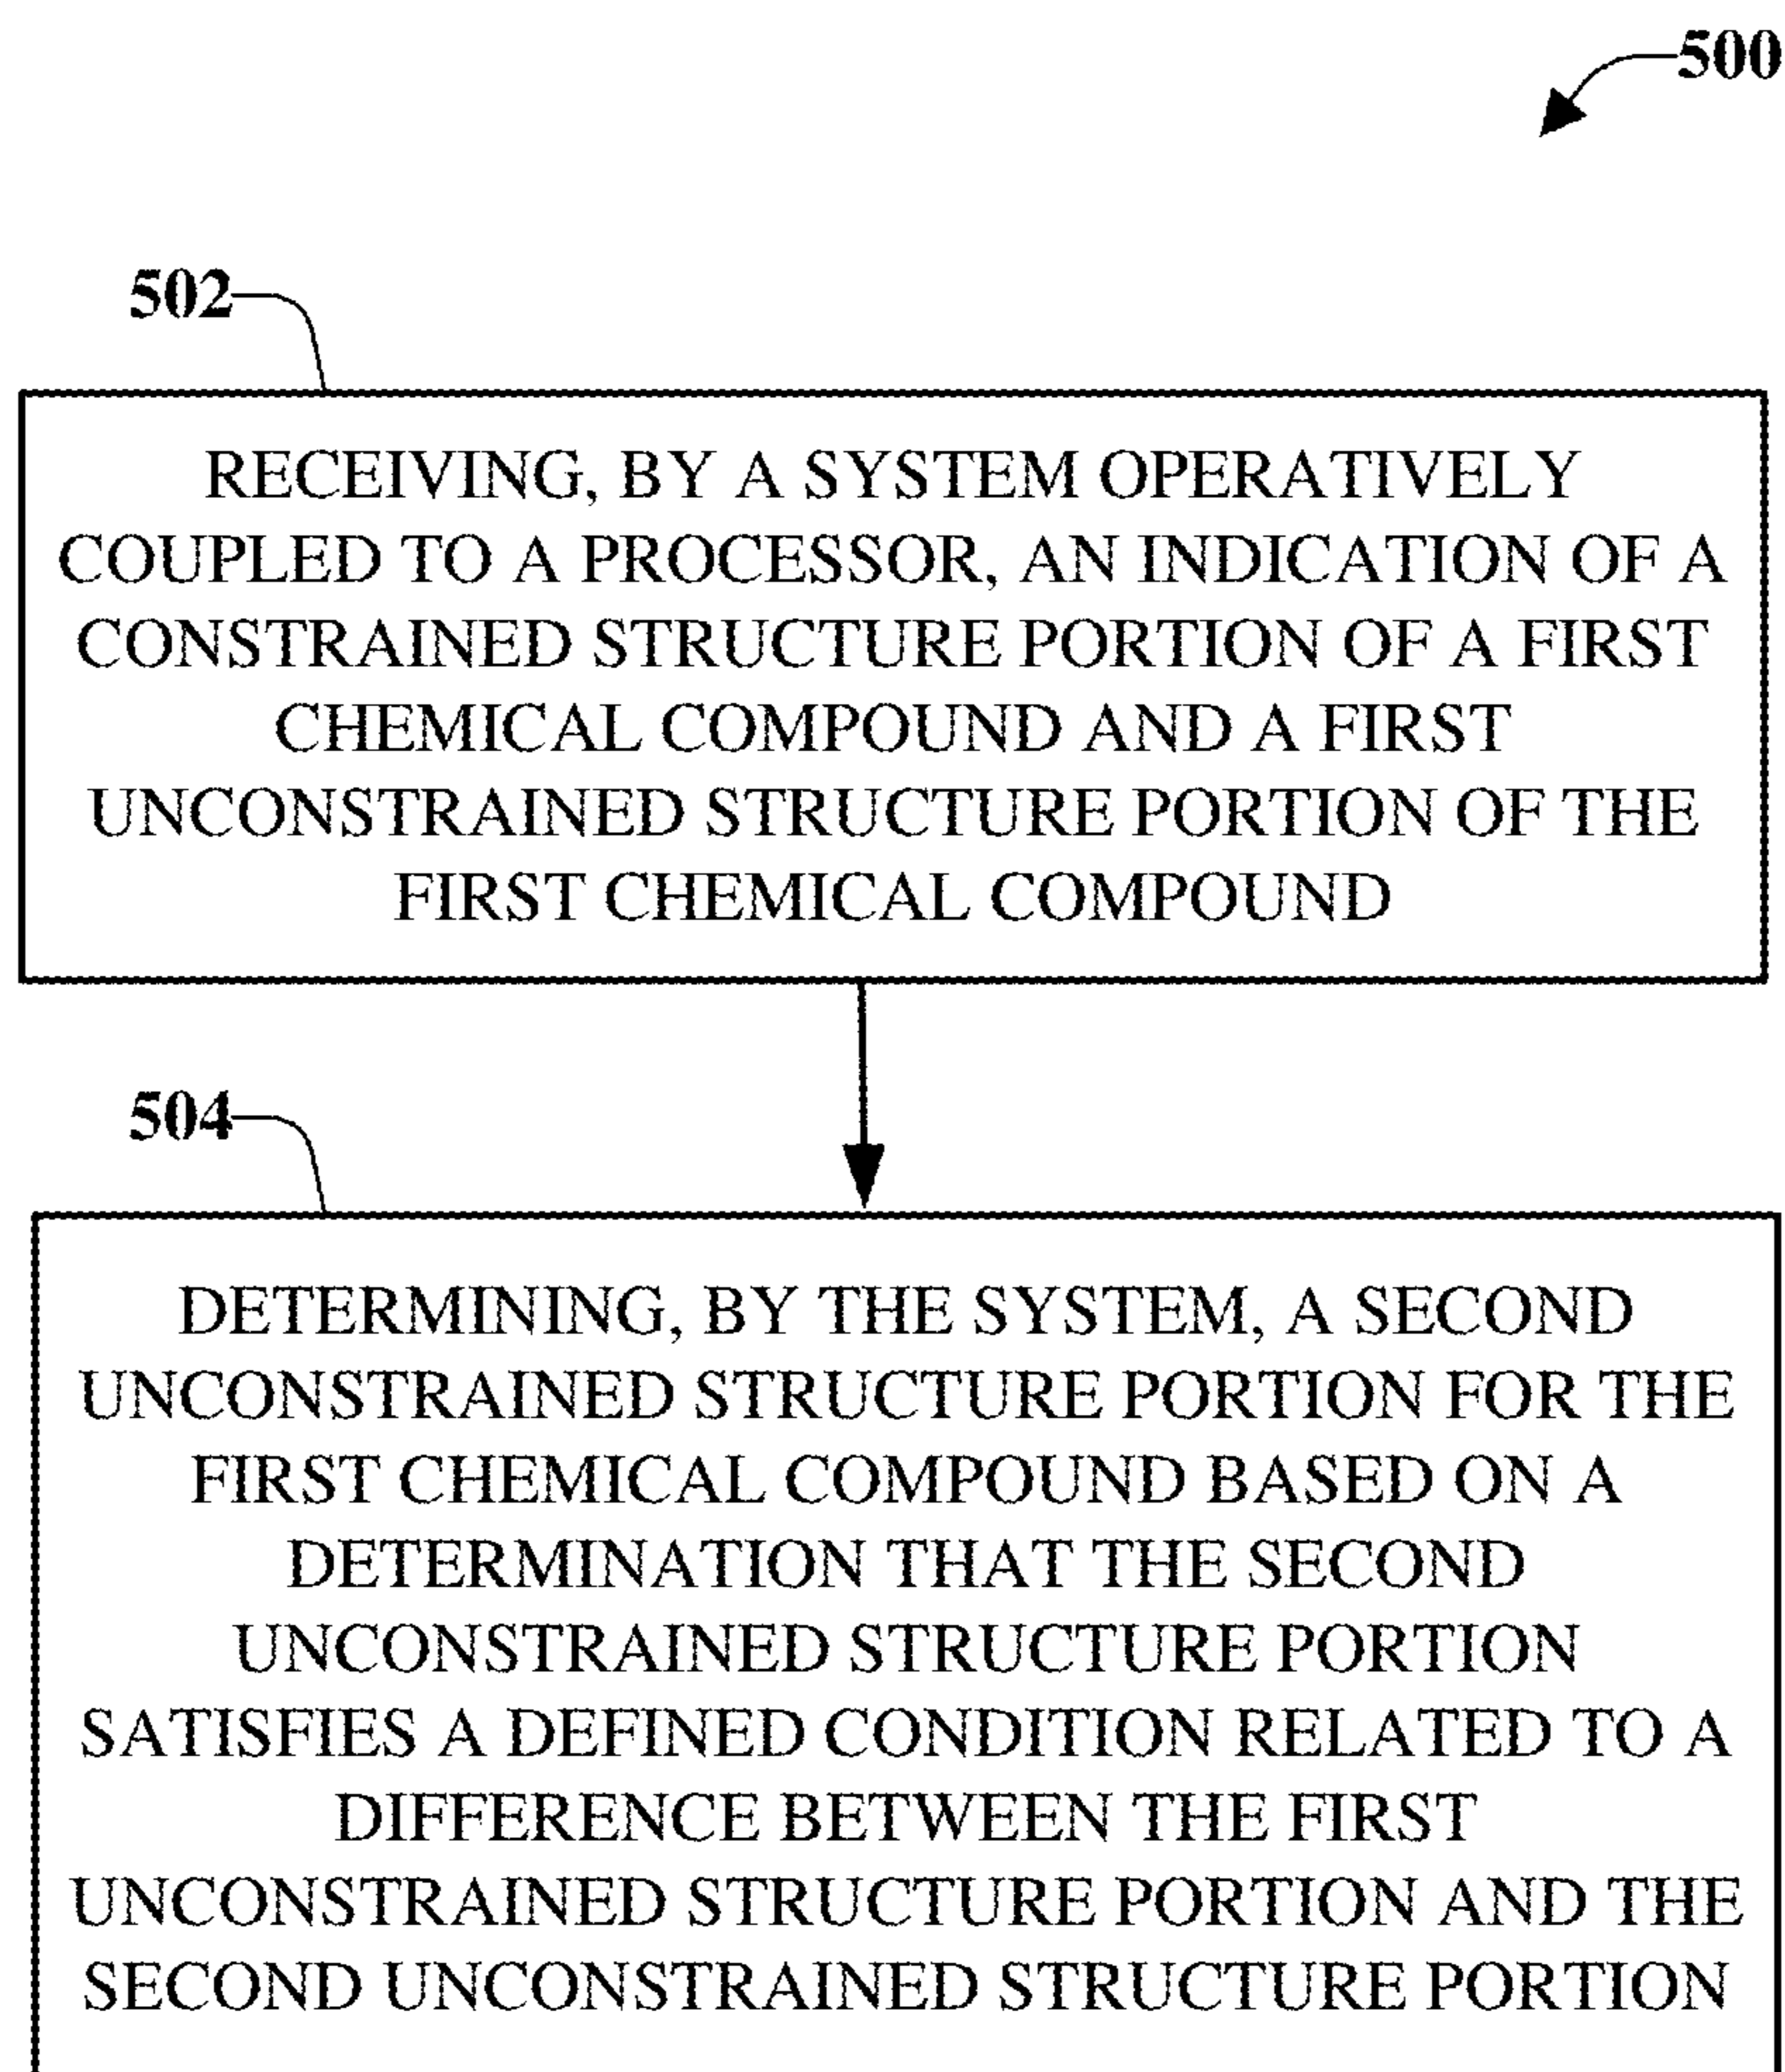 500
502
RECEIVING, BY A SYSTEM OPERATIVELY
COUPLED TO A PROCESSOR, AN INDICATION OF A
CONSTRAINED STRUCTURE PORTION OF A FIRST
CHEMICAL COMPOUND AND A FIRST
UNCONSTRAINED STRUCTURE PORTION OF THE
FIRST CHEMICAL COMPOUND
504
DETERMINING, BY THE SYSTEM, A SECOND
UNCONSTRAINED STRUCTURE PORTION FOR THE
FIRST CHEMICAL COMPOUND BASED ON A
DETERMINATION THAT THE SECOND
UNCONSTRAINED STRUCTURE PORTION
SATISFIES A DEFINED CONDITION RELATED TO A
DIFFERENCE BETWEEN THE FIRST
UNCONSTRAINED STRUCTURE PORTION AND THE
SECOND UNCONSTRAINED STRUCTURE PORTION